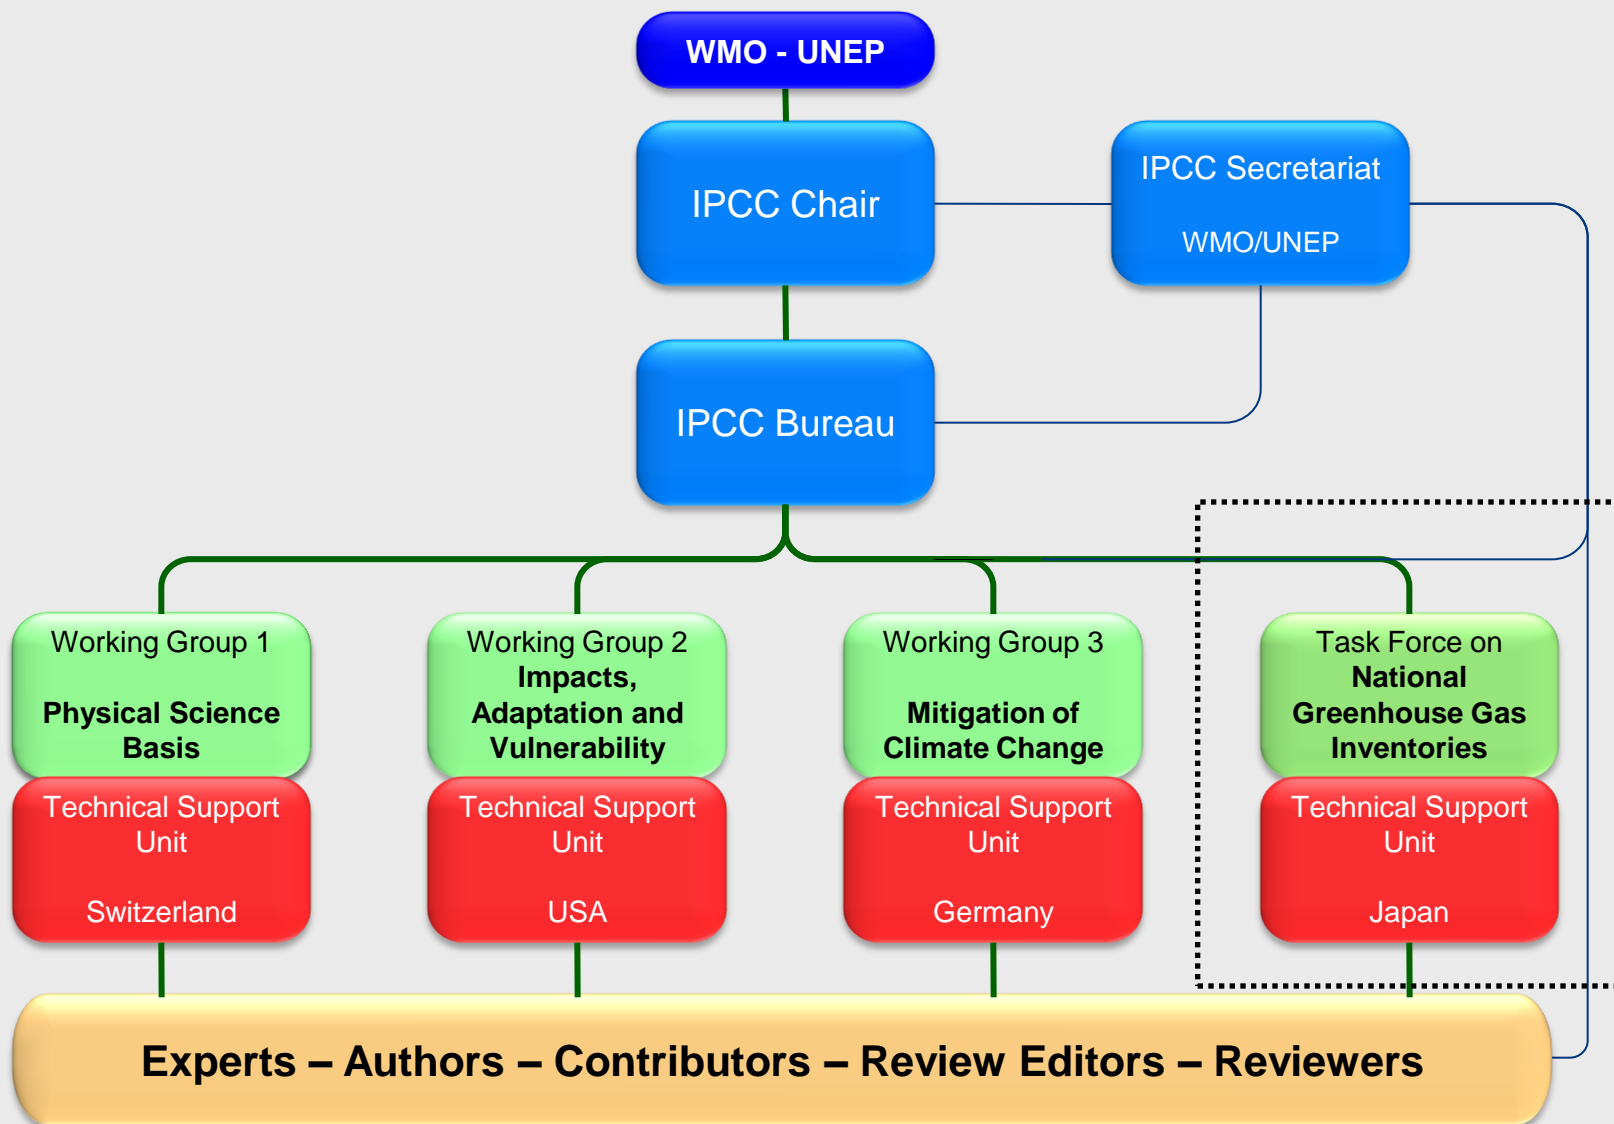 WMO - UNEP
IPCC Chair
IPCC Secretariat
WMO/UNEP
IPCC Bureau
Working Group 1
Physical Science
Basis
Technical Support
Unit
Switzerland
Working Group 2
Impacts,
Adaptation and
Vulnerability
Technical Support
Unit
USA
Working Group 3
Mitigation of
Climate Change
Technical Support
Unit
Germany
Task Force on
National
Greenhouse Gas
Inventories
Technical Support
Unit
Japan
Experts – Authors – Contributors – Review Editors – Reviewers